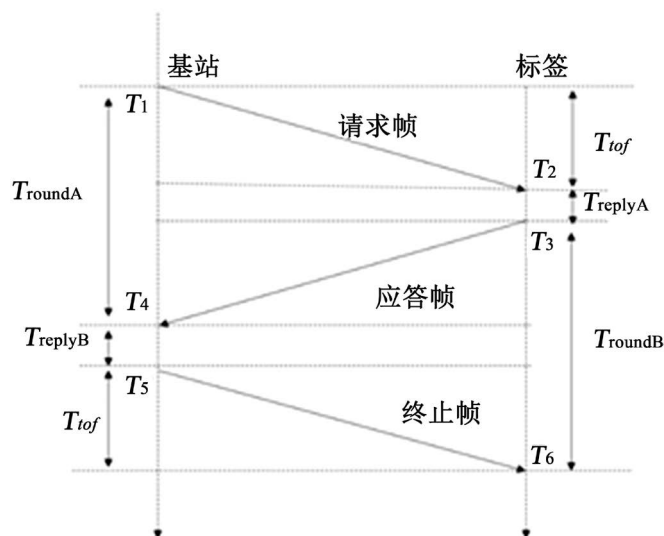 基站
标签
T1
请求帧
Ttof
T2
TroundA
TreplyA
T3
T4
应答帧
TreplyB
TroundB
T5
Ttof
终止帧
T6